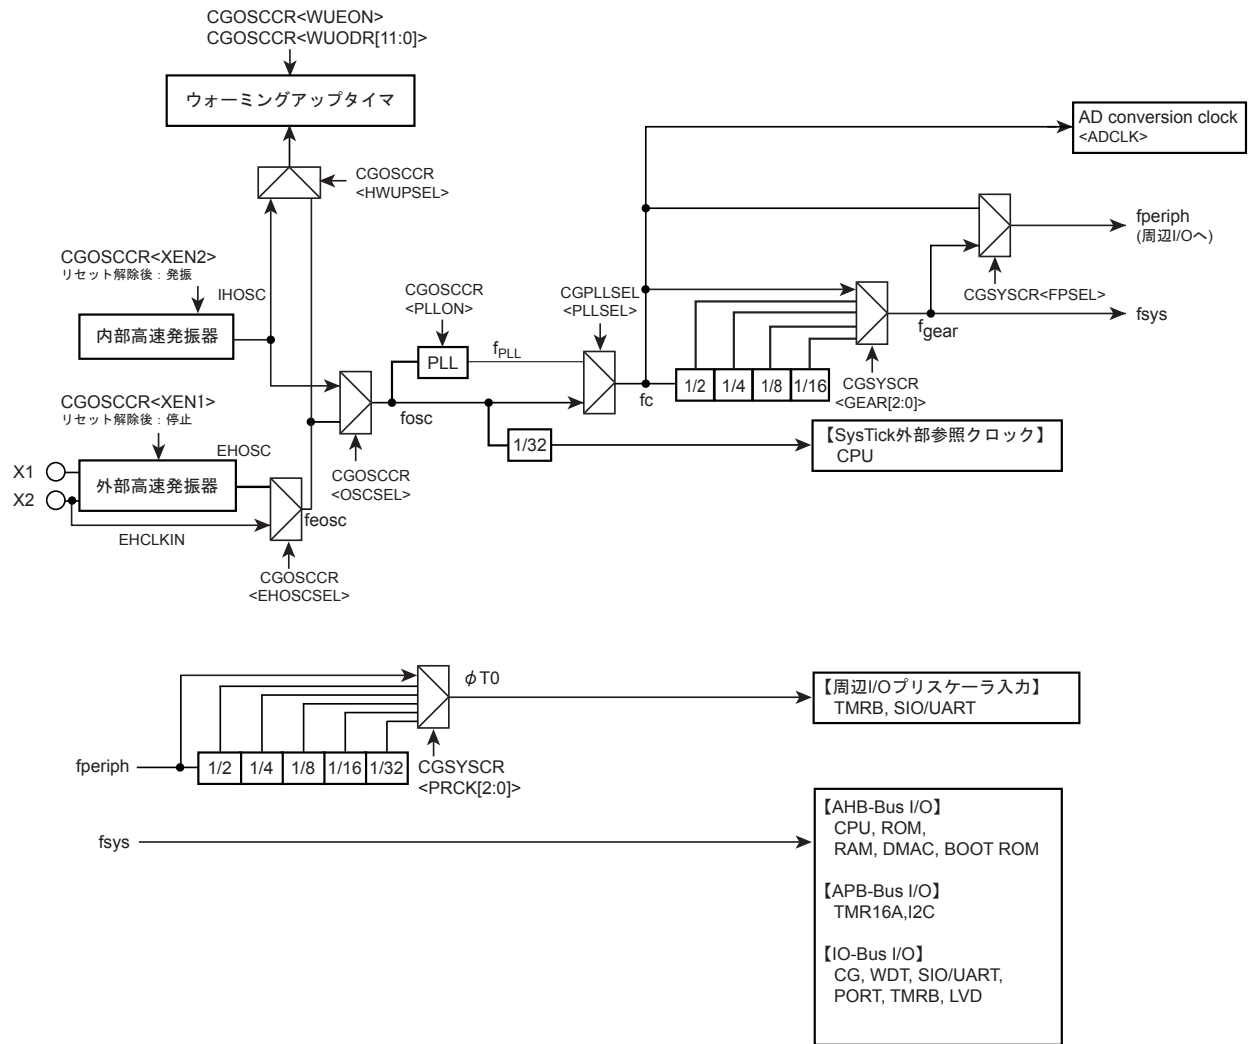 CGOSCCR<WUEON>
CGOSCCR<WUODR[11:0]>
ウォーミングアップタイマ
CGOSCCR
<HWUPSEL>
AD conversion clock
<ADCLK>
CGOSCCR<XEN2>
リセット解除後：発振
IHOSC
内部高速発振器
CGOSCCR
<PLLON>
PLL
fPLL
CGPLLSEL
<PLLSEL>
fperiph
(周辺I/Oへ)
CGSYSCR<FPSEL>
fsys
fgear
1/2 1/4 1/8 1/16
CGSYSCR
<GEAR[2:0]>
fc
fosc
CGOSCCR<XEN1>
リセット解除後：停止
EHOSC
X1
X2
外部高速発振器
EHCLKIN
feosc
CGOSCCR
<OSCSEL>
CGOSCCR
<EHOSCSEL>
1/32
【SysTick外部参照クロック】
CPU
φT0
【周辺I/Oプリスケーラ入力】
TMRB, SIO/UART
fperiph
1/2 1/4 1/8 1/16 1/32
CGSYSCR
<PRCK[2:0]>
fsys
【AHB-Bus I/O】
CPU, ROM,
RAM, DMAC, BOOT ROM
【APB-Bus I/O】
TMR16A,I2C
【IO-Bus I/O】
CG, WDT, SIO/UART,
PORT, TMRB, LVD